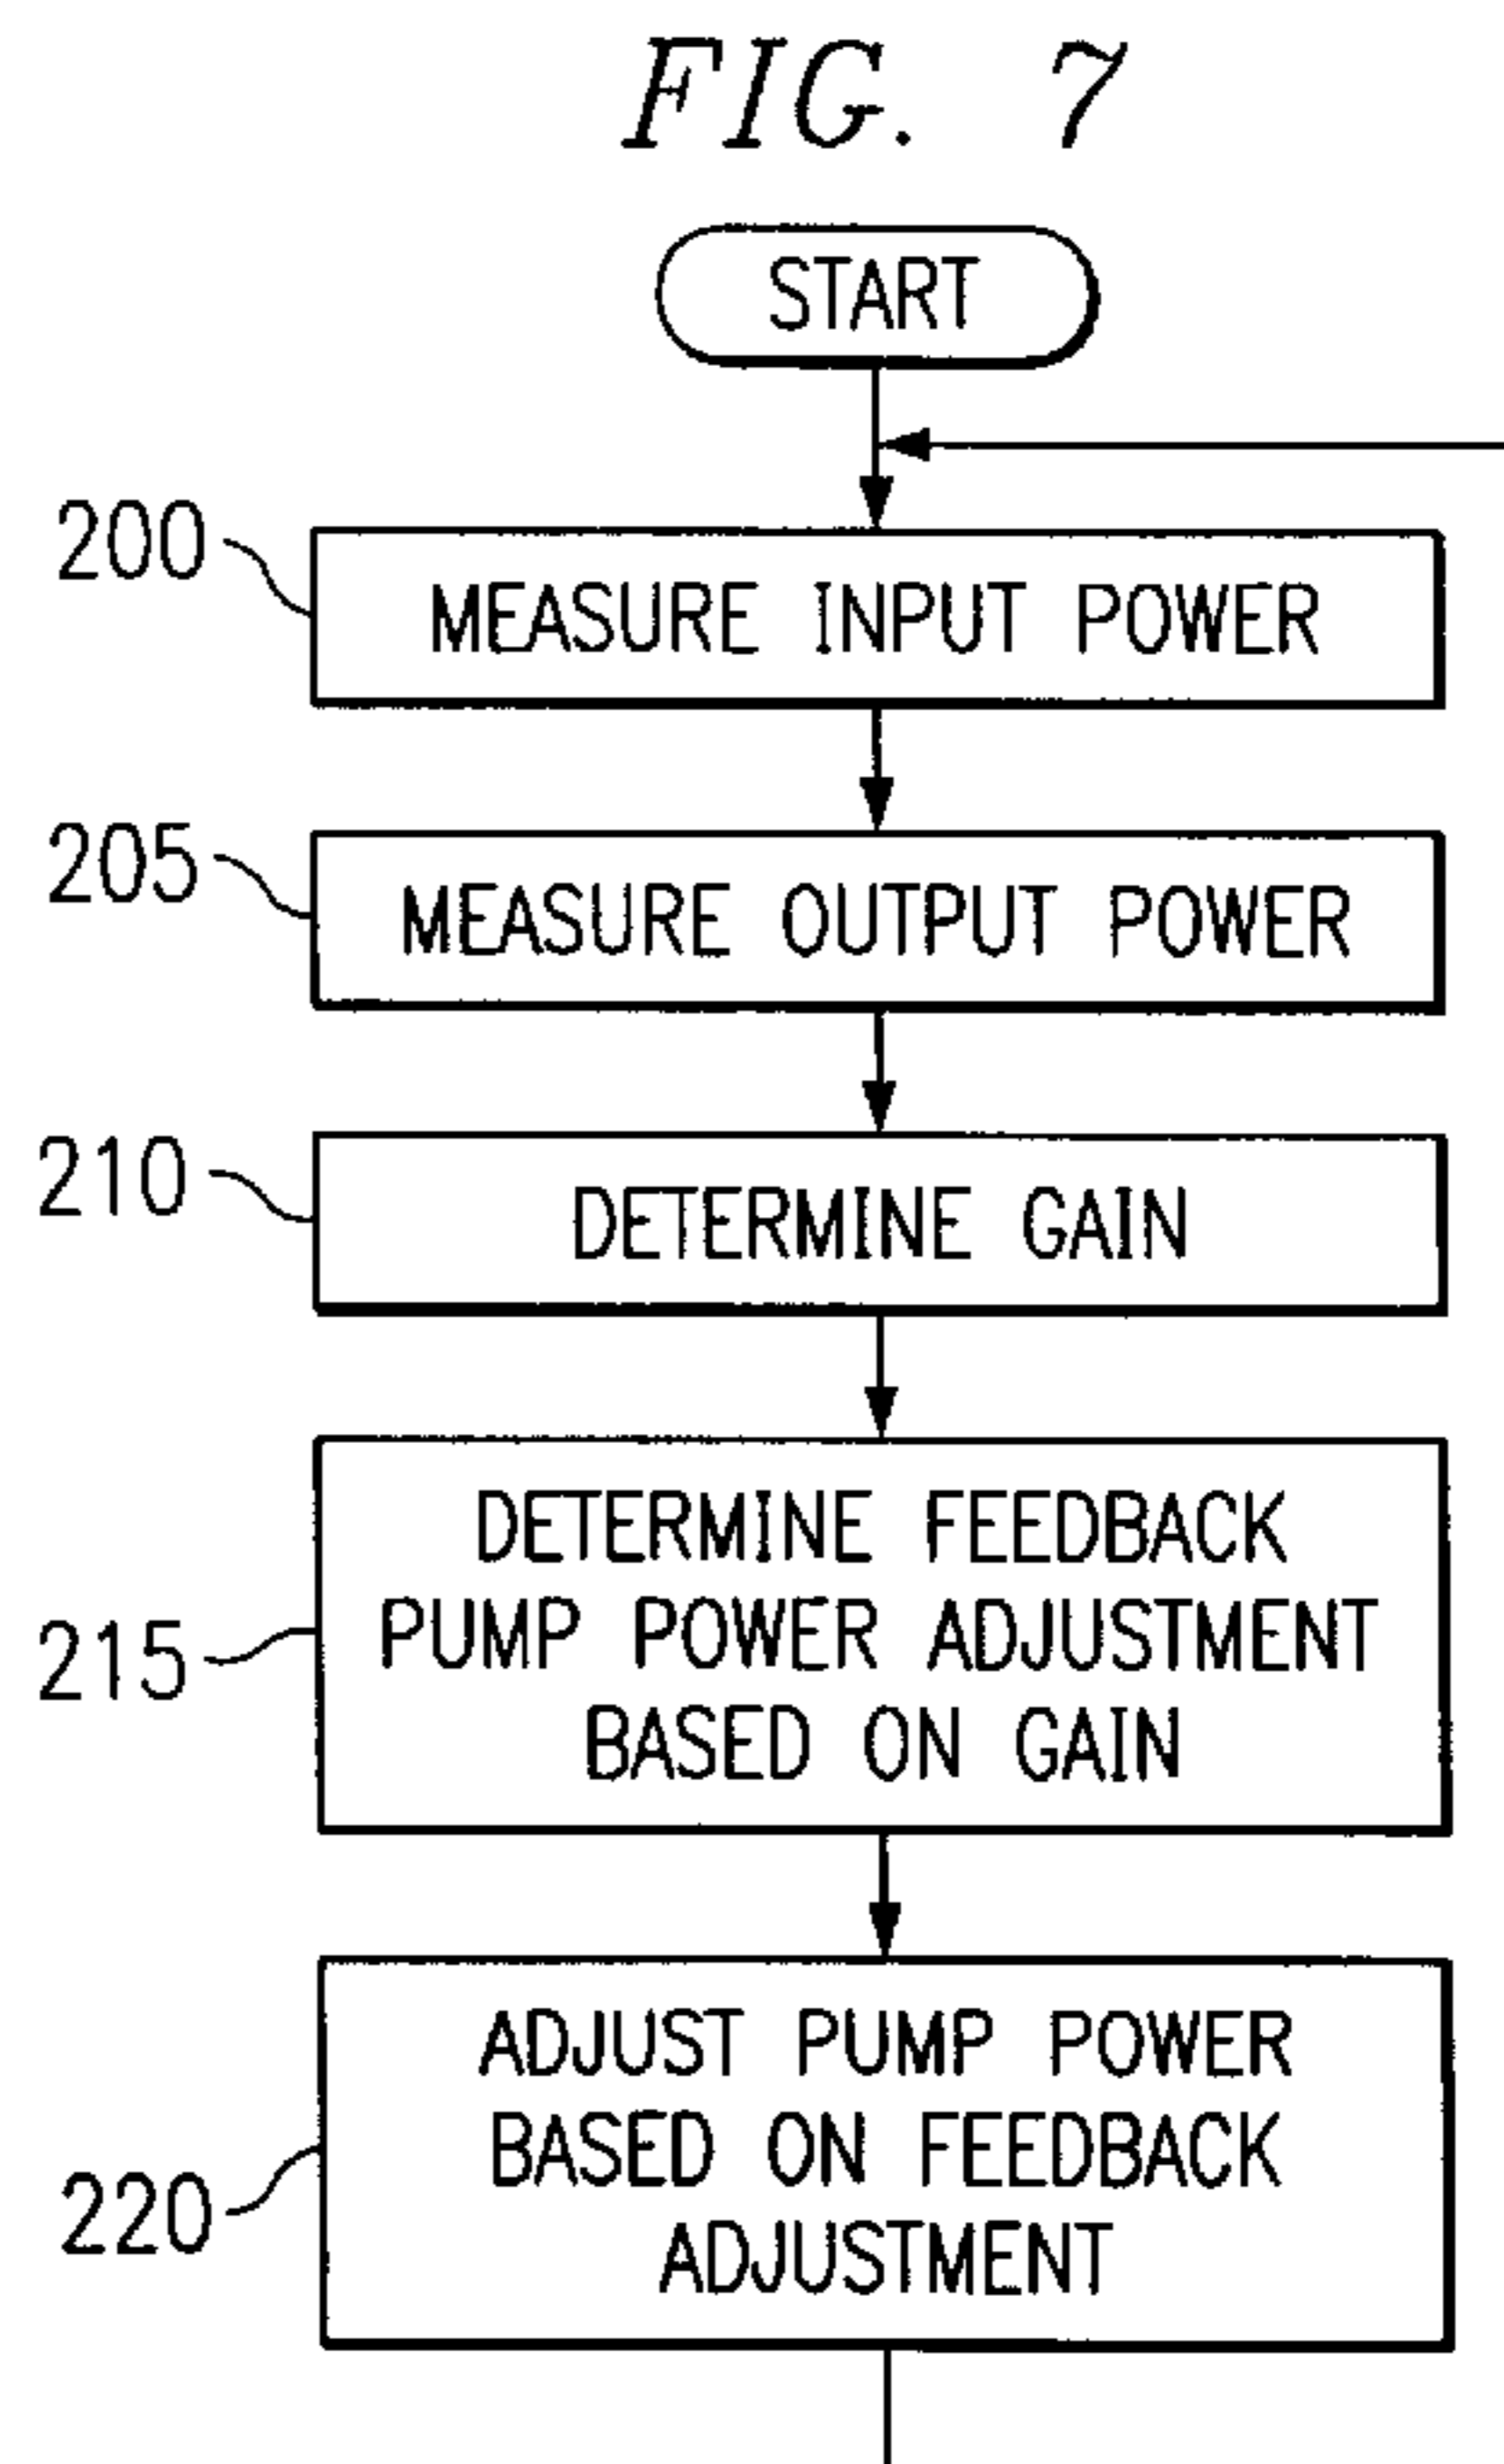 FIG. 7
START
200
MEASURE INPUT POWER
205
MEASURE OUTPUT POWER
210
DETERMINE GAIN
215
DETERMINE FEEDBACK
PUMP POWER ADJUSTMENT
BASED ON GAIN
220
ADJUST PUMP POWER
BASED ON FEEDBACK
ADJUSTMENT